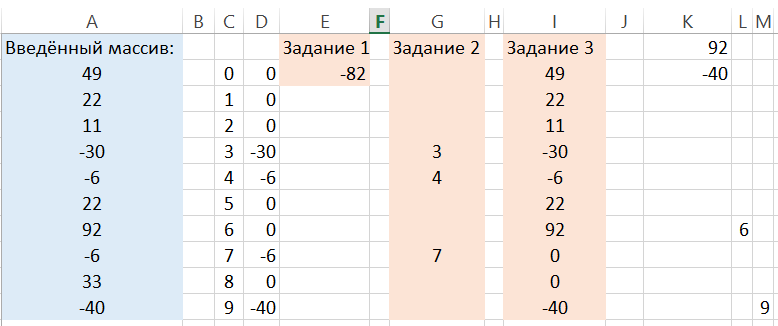 A B C D E F G H I J K L M
Введённый массив: Задание 1 Задание 2 Задание 3 92
49 0 0 -82 49 -40
22 1 0 22
11 2 0 11
-30 3 -30 3 -30
-6 4 -6 4 -6
22 5 0 22
92 6 0 92 6
-6 7 -6 7 0
33 8 0 0
-40 9 -40 -40 9